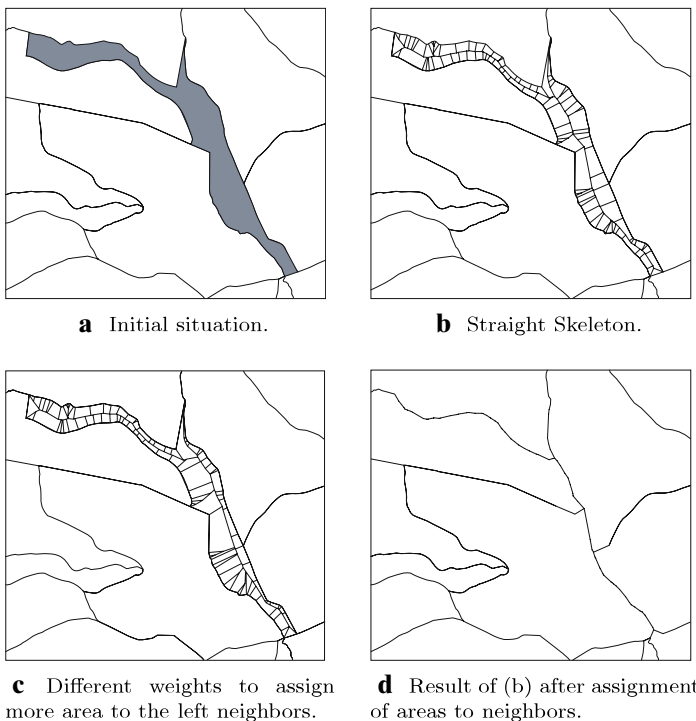 a Initial situation.
b Straight Skeleton.
c Different weights to assign
more area to the left neighbors.
d Result of (b) after assignment
of areas to neighbors.